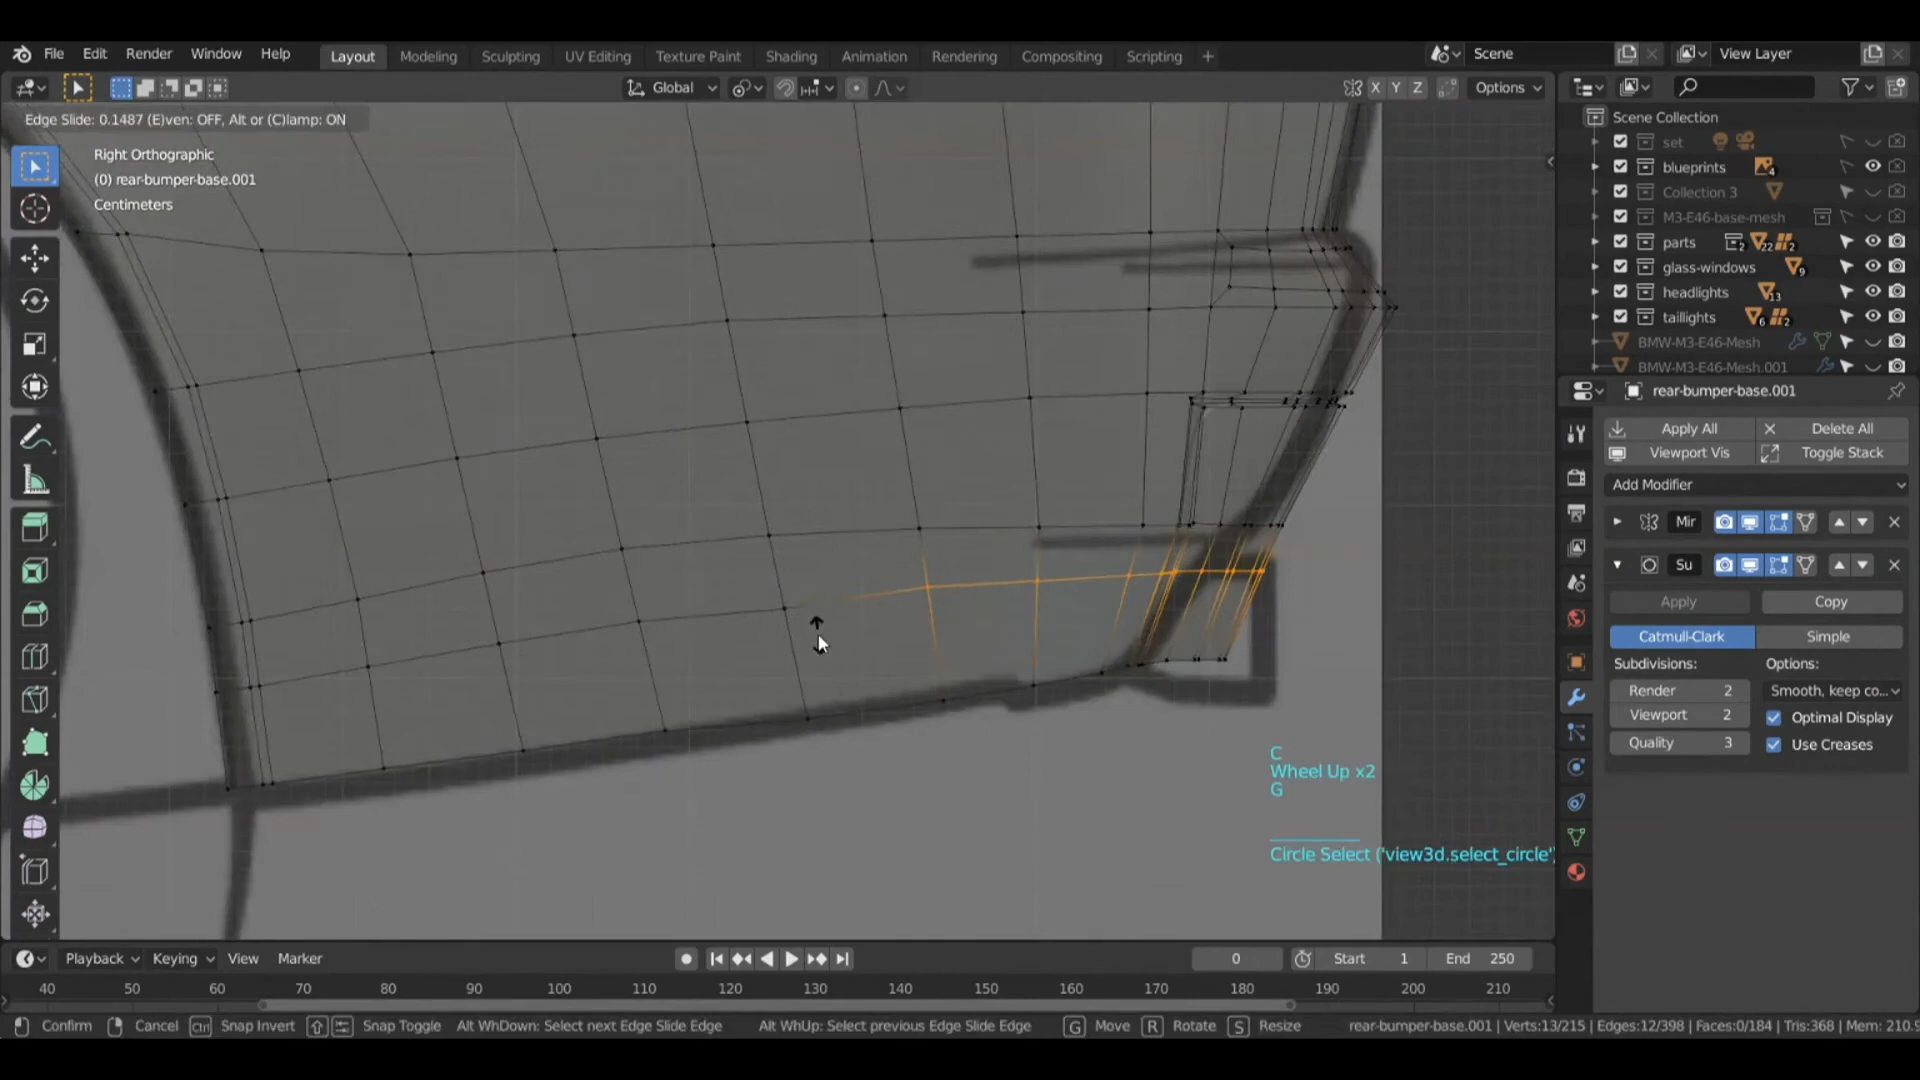 File Edit Render Window Help Layout Modeling Sculpting UV Editing Texture Paint Shading Animation Rendering Compositing Scripting + Scene View Layer
Global X Y Z Options
Edge Slide: 0.1487 (E)ven: OFF, Alt or (C)lamp: ON
Right Orthographic
(0) rear-bumper-base.001
Centimeters
Scene Collection
set
blueprints 4
Collection 3
M3-E46-base-mesh
parts 2 22 2
glass-windows 9
headlights 13
taillights 6 2
BMW-M3-E46-Mesh
BMW-M3-E46-Mesh.001
rear-bumper-base.001
Apply All Delete All
Viewport Vis Toggle Stack
Add Modifier
Mir
Su
Apply Copy
Catmull-Clark Simple
Subdivisions: Options:
Render 2 Smooth, keep co...
Viewport 2 Optimal Display
Quality 3 Use Creases
C
Wheel Up x2
G
Circle Select ('view3d.select_circle'
Playback Keying View Marker 0 Start 1 End 250
40 50 60 70 80 90 100 110 120 130 140 150 160 170 180 190 200 210
Confirm Cancel Ctrl Snap Invert Snap Toggle Alt WhDown: Select next Edge Slide Edge Alt WhUp: Select previous Edge Slide Edge G Move R Rotate S Resize rear-bumper-base.001 | Verts:13/215 | Edges:12/398 | Faces:0/184 | Tris:368 | Mem: 210.9